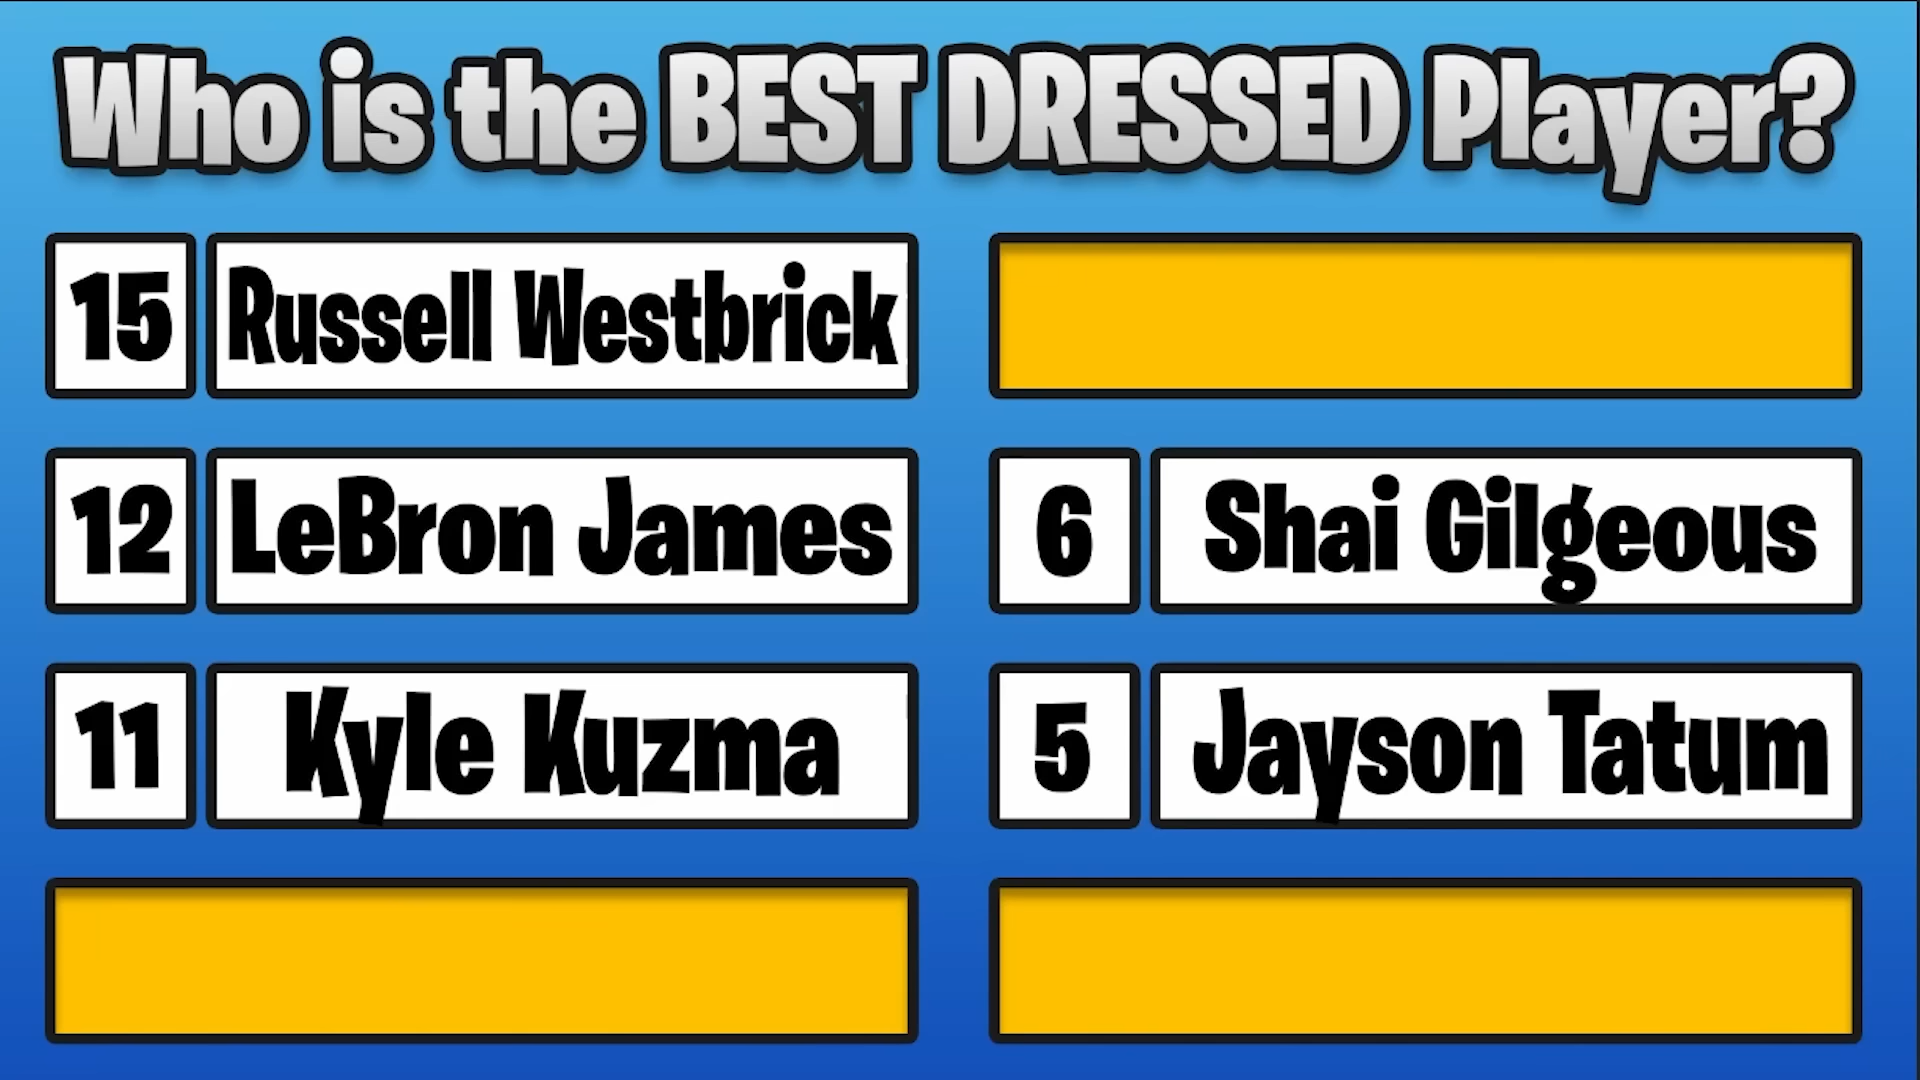 Who is the BEST DRESSED Player?
15 Russell Westbrick
12 LeBron James
11 Kyle Kuzma
6 Shai Gilgeous
5 Jayson Tatum